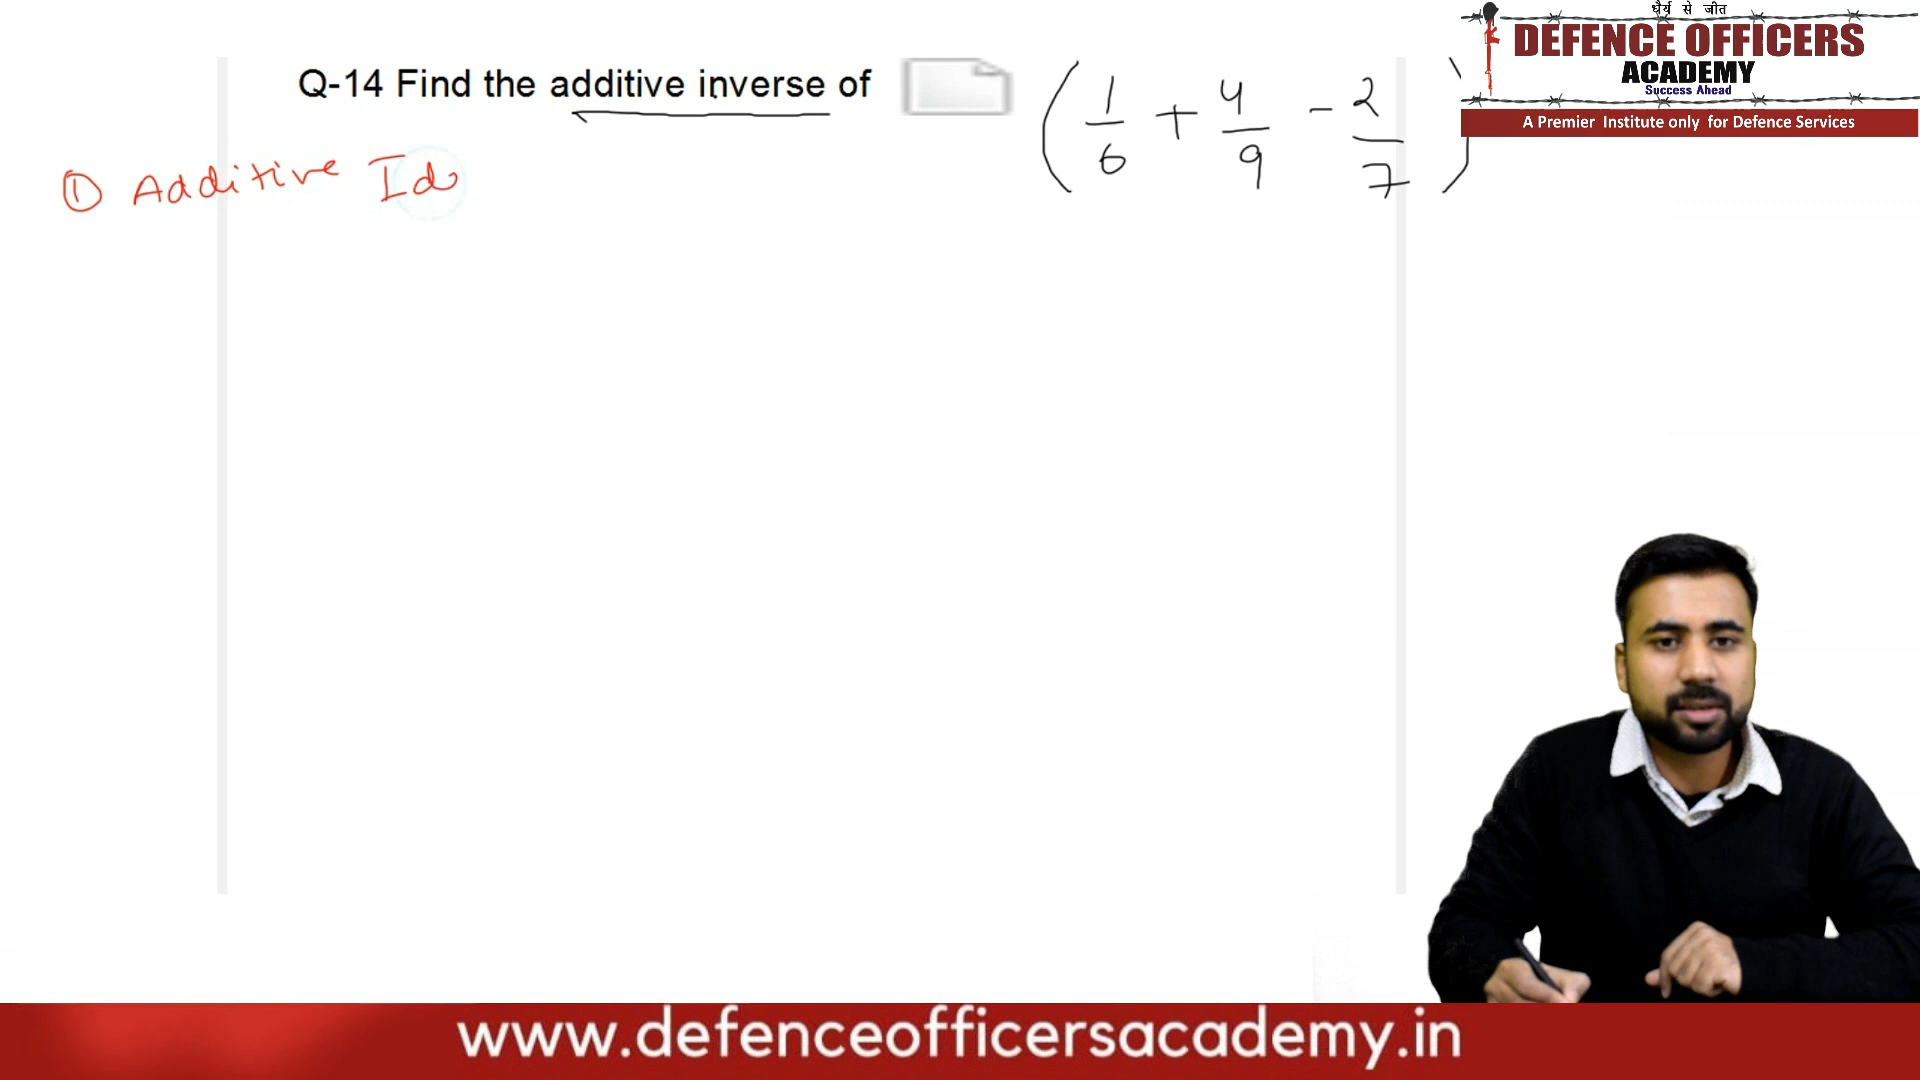 धैर्य से जीत
DEFENCE OFFICERS
ACADEMY
Success Ahead
A Premier Institute only for Defence Services
Q-14 Find the additive inverse of (1/6 + 4/9 - 2/7)
① Additive Ide
www.defenceofficersacademy.in